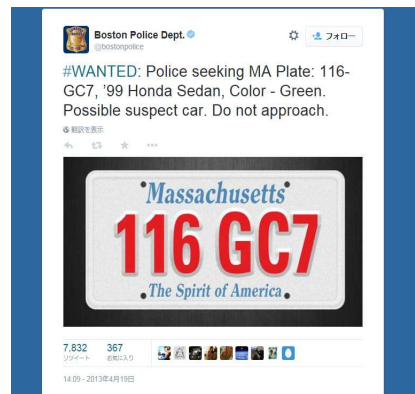 Boston Police Dept.
@bostonpolice
フォロー
#WANTED: Police seeking MA Plate: 116-
GC7, ’99 Honda Sedan, Color - Green.
Possible suspect car. Do not approach.
翻訳を表示
Massachusetts
116 GC7
The Spirit of America
7,832 367
リツイート お気に入り
14:09 - 2013年4月19日